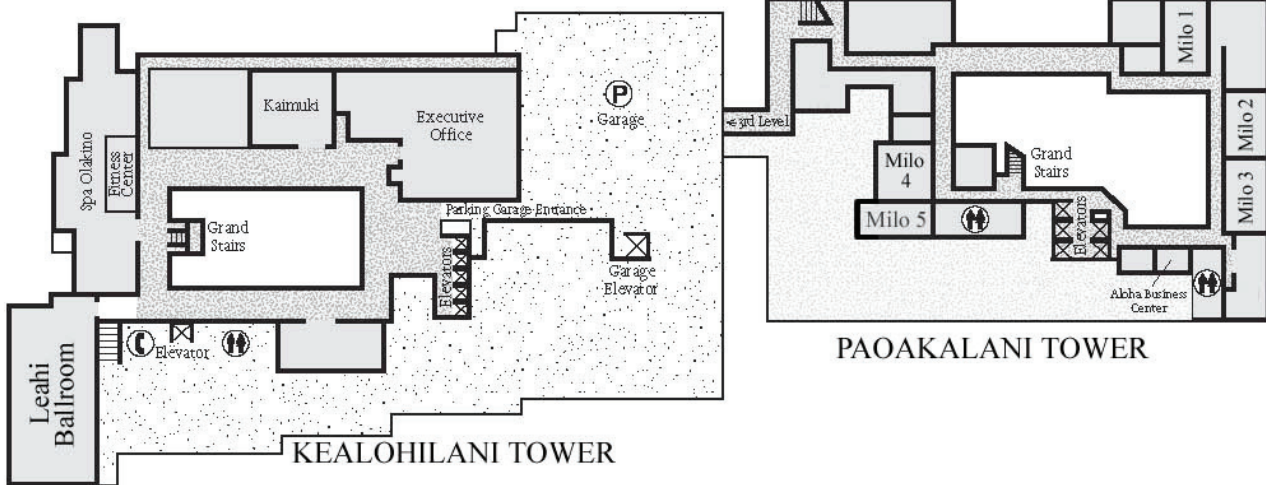 Kaimuki
Executive
Office
Spa Olakino
Fitness
Center
P
Garage
Grand
Stairs
Parking Garage Entrance
Elevators
Garage
Elevator
Elevator
Leahi
Ballroom
KEALOHILANI TOWER
3rd Level
Milo 1
Milo 2
Milo 3
Milo
4
Milo 5
Grand
Stairs
Elevators
Aloha Business
Center
PAOAKALANI TOWER